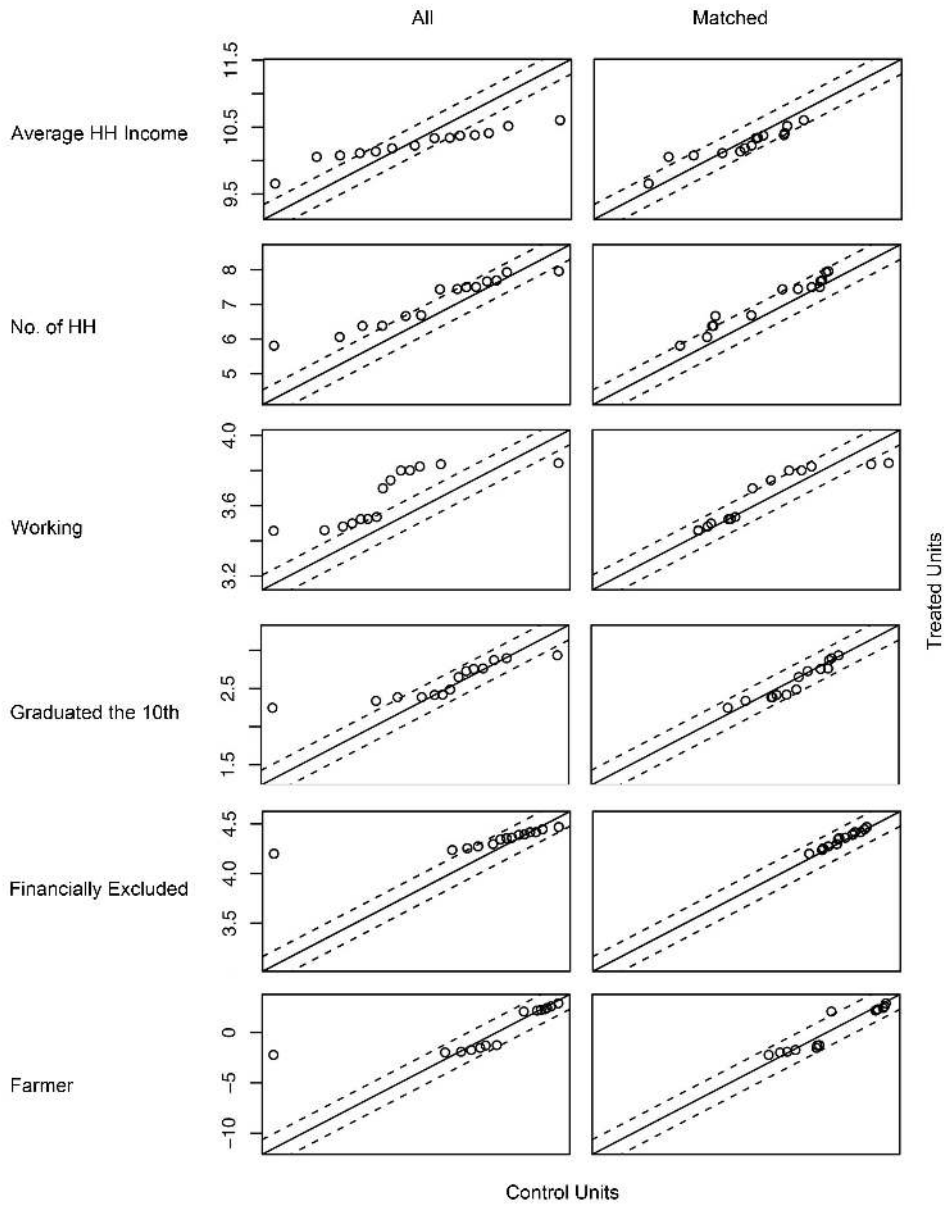 All Matched
Average HH Income
11.5
10.5
9.5
No. of HH
8
7
6
5
Working
4.0
3.6
3.2
Graduated the 10th
2.5
1.5
Financially Excluded
4.5
4.0
3.5
Farmer
0
−5
−10
Treated Units
Control Units